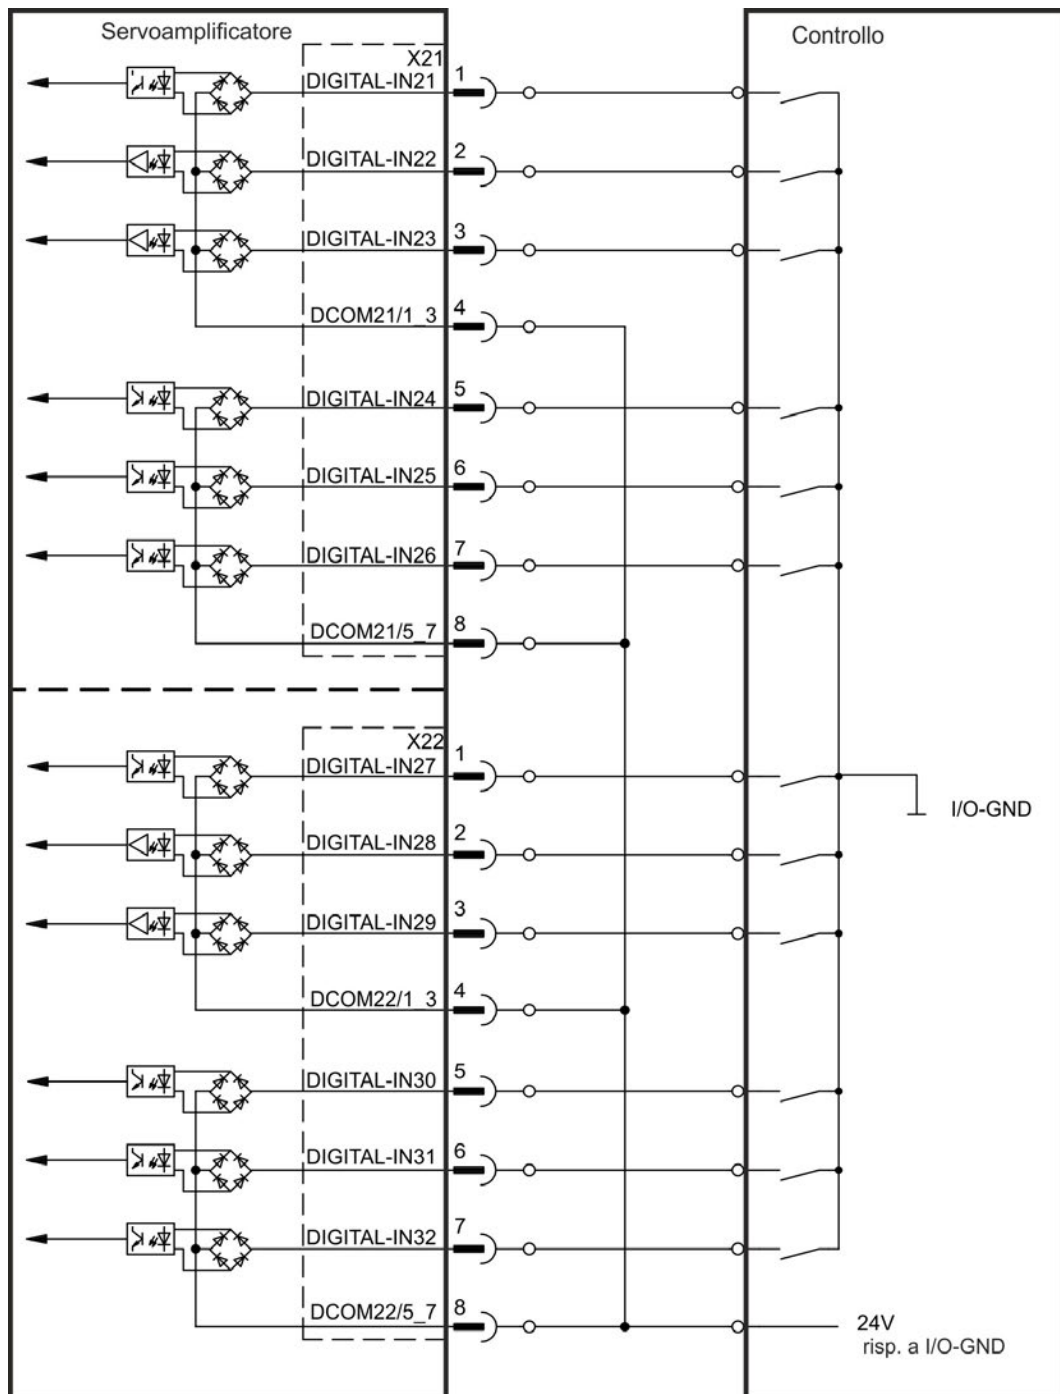 Servoamplificatore
Controllo
X21
DIGITAL-IN21 1
DIGITAL-IN22 2
DIGITAL-IN23 3
DCOM21/1_3 4
DIGITAL-IN24 5
DIGITAL-IN25 6
DIGITAL-IN26 7
DCOM21/5_7 8
X22
DIGITAL-IN27 1
I/O-GND
DIGITAL-IN28 2
DIGITAL-IN29 3
DCOM22/1_3 4
DIGITAL-IN30 5
DIGITAL-IN31 6
DIGITAL-IN32 7
DCOM22/5_7 8
24V
risp. a I/O-GND